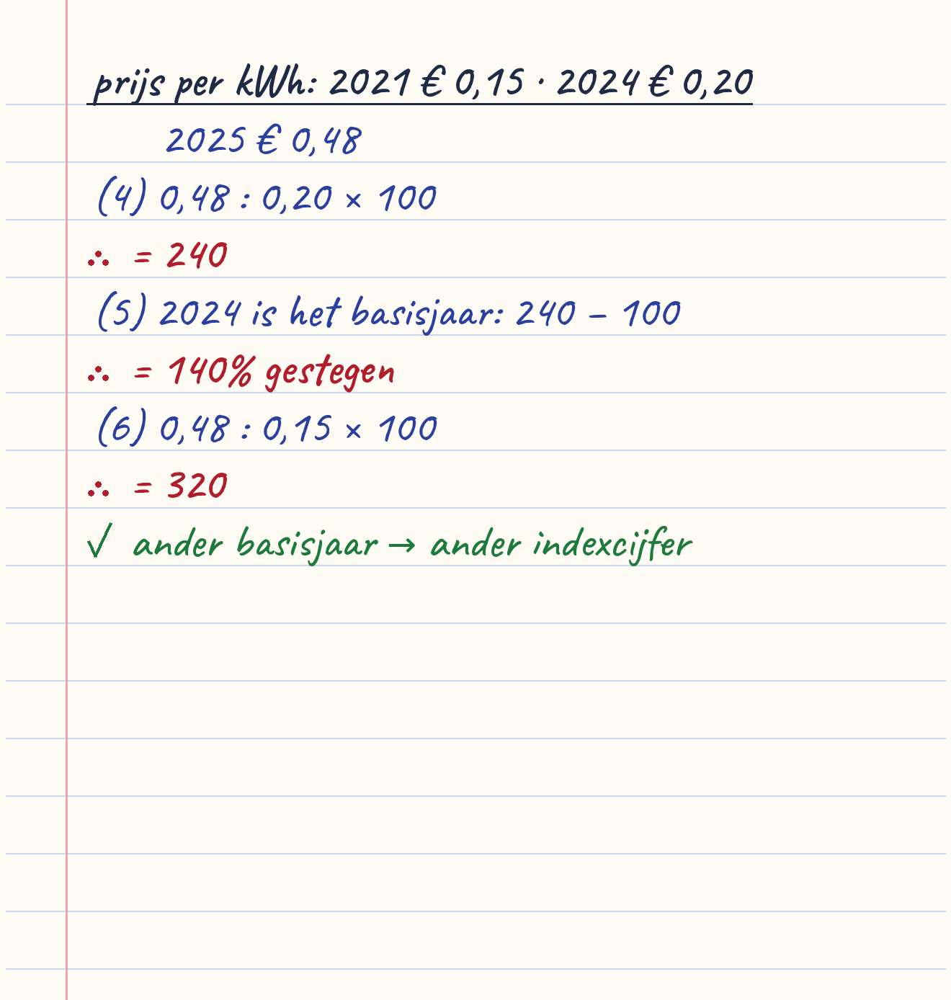 prijs per kWh: 2021 € 0,15 · 2024 € 0,20
2025 € 0,48
(4) 0,48 : 0,20 × 100
∴ = 240
(5) 2024 is het basisjaar: 240 – 100
∴ = 140% gestegen
(6) 0,48 : 0,15 × 100
∴ = 320
✓ ander basisjaar → ander indexcijfer